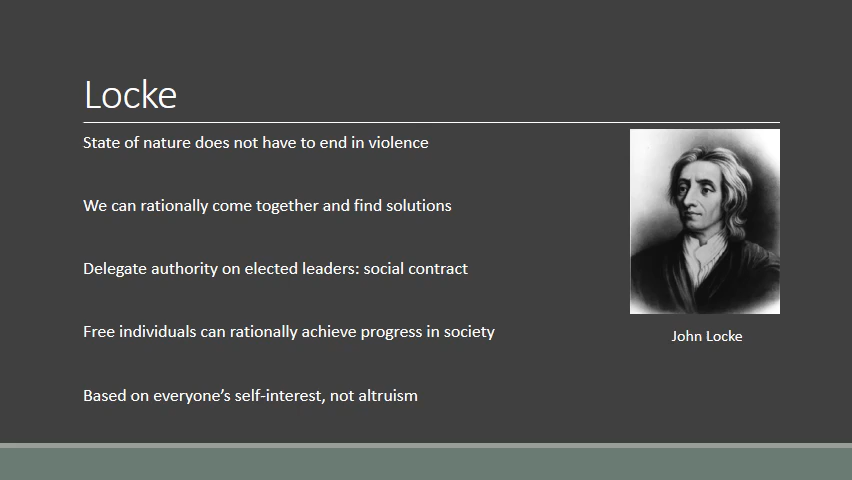 Locke
State of nature does not have to end in violence
We can rationally come together and find solutions
Delegate authority on elected leaders: social contract
Free individuals can rationally achieve progress in society
Based on everyone’s self-interest, not altruism
John Locke